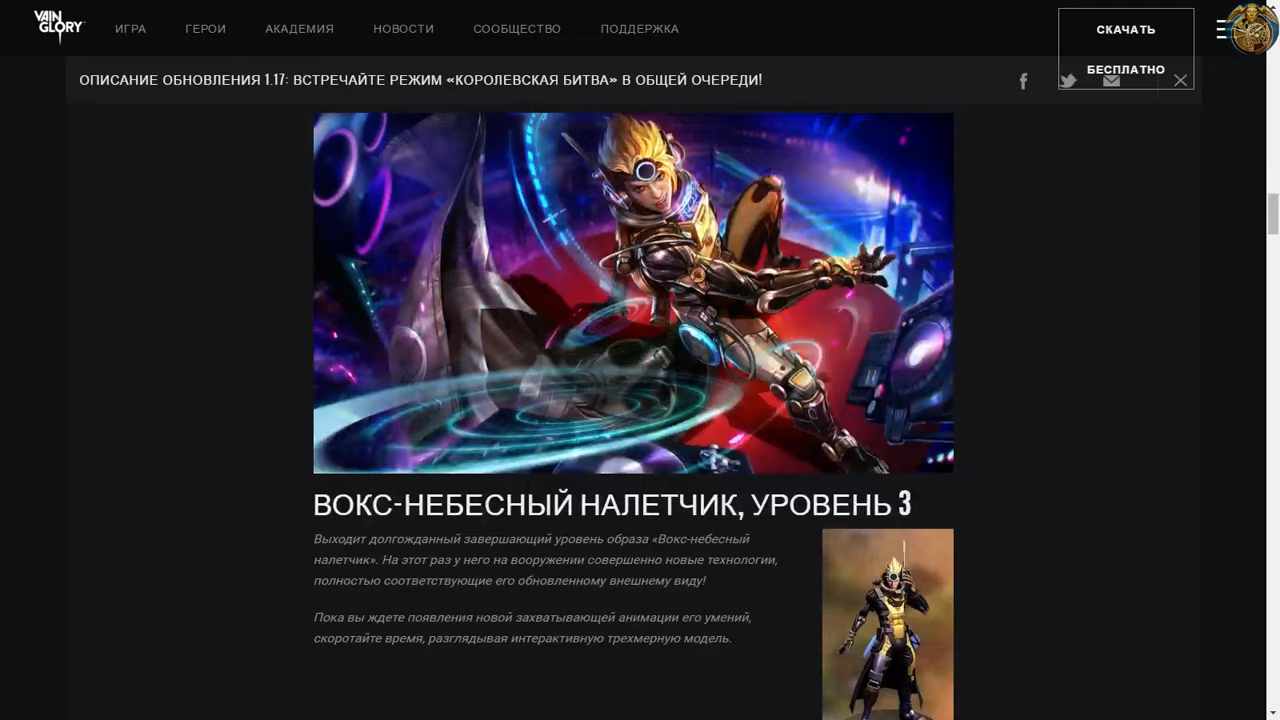 VAIN
GLORY
ИГРА
ГЕРОИ
АКАДЕМИЯ
НОВОСТИ
СООБЩЕСТВО
ПОДДЕРЖКА
СКАЧАТЬ
БЕСПЛАТНО
ОПИСАНИЕ ОБНОВЛЕНИЯ 1.17: ВСТРЕЧАЙТЕ РЕЖИМ «КОРОЛЕВСКАЯ БИТВА» В ОБЩЕЙ ОЧЕРЕДИ!
ВОКС-НЕБЕСНЫЙ НАЛЕТЧИК, УРОВЕНЬ 3
Выходит долгожданный завершающий уровень образа «Вокс-небесный
налетчик». На этот раз у него на вооружении совершенно новые технологии,
полностью соответствующие его обновленному внешнему виду!
Пока вы ждете появления новой захватывающей анимации его умений,
скоротайте время, разглядывая интерактивную трехмерную модель.